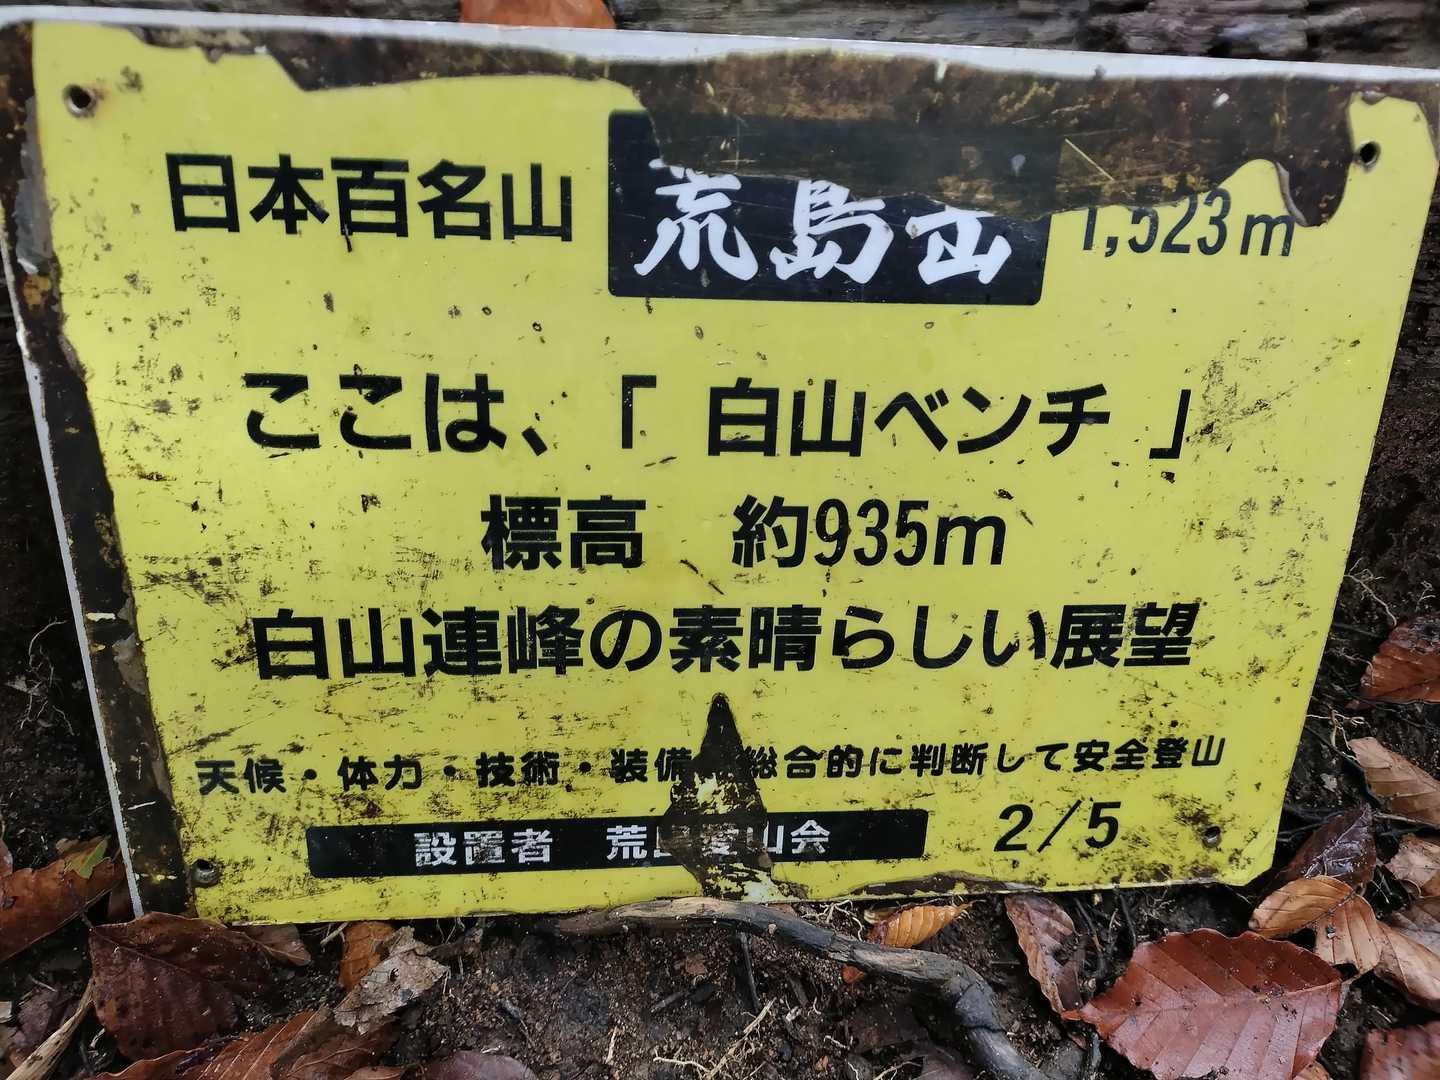 日本百名山 荒島岳 1,523m
ここは、「白山ベンチ」
標高 約935m
白山連峰の素晴らしい展望
天候・体力・技術・装備 総合的に判断して安全登山
設置者 荒島愛山会 2/5